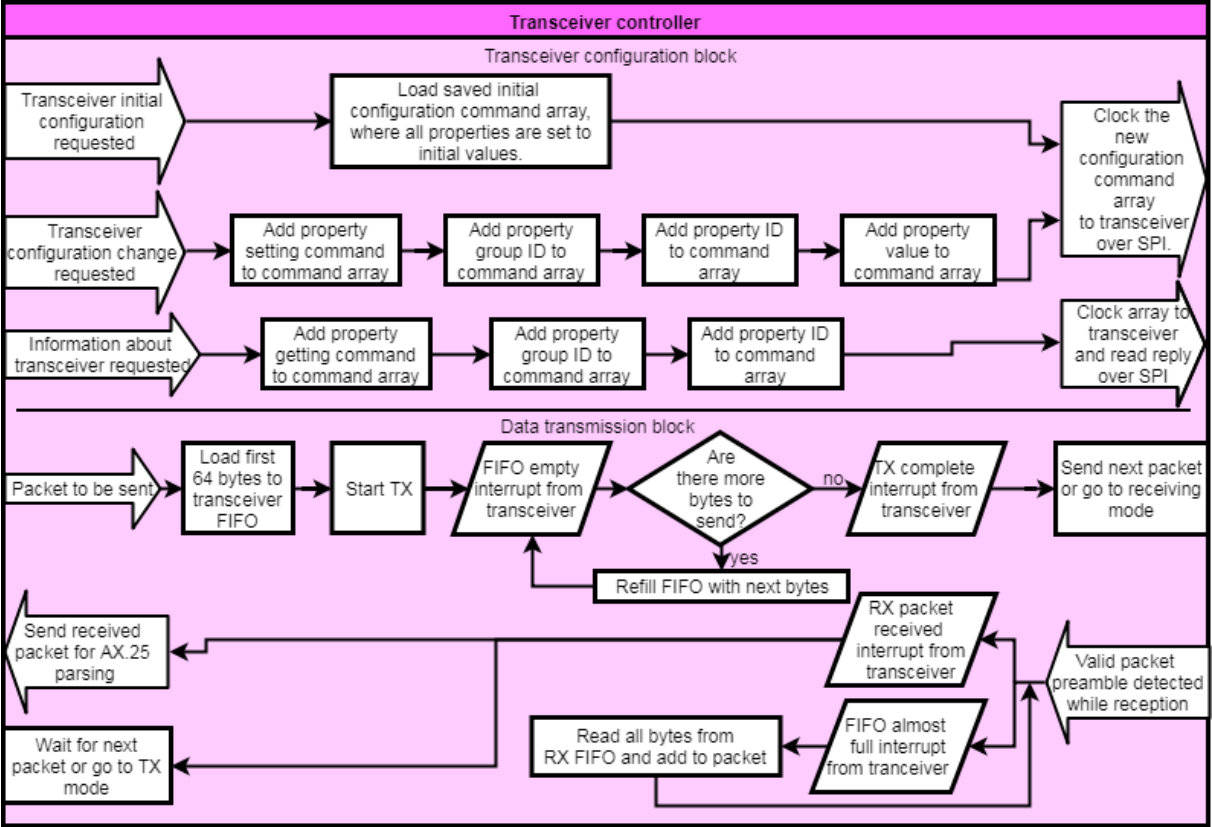 Transceiver controller
Transceiver configuration block
Transceiver initial
configuration
requested
Load saved initial
configuration command array,
where all properties are set to
initial values.
Clock the
new
configuration
command
array
to transceiver
over SPI.
Transceiver
configuration change
requested
Add property
setting command
to command array
Add property
group ID to
command array
Add property ID
to command
array
Add property
value to
command array
Information about
transceiver requested
Add property
getting command
to command array
Add property
group ID to
command array
Add property ID
to command
array
Clock array to
transceiver
and read reply
over SPI
Data transmission block
Packet to be sent
Load first
64 bytes to
transceiver
FIFO
Start TX
FIFO empty
interrupt from
transceiver
Are
there more
bytes to
send?
no
TX complete
interrupt from
transceiver
Send next packet
or go to receiving
mode
yes
Refill FIFO with next bytes
Send received
packet for AX.25
parsing
RX packet
received
interrupt from
transceiver
Valid packet
preamble detected
while reception
Wait for next
packet or go to TX
mode
Read all bytes from
RX FIFO and add to packet
FIFO almost
full interrupt
from tranceiver